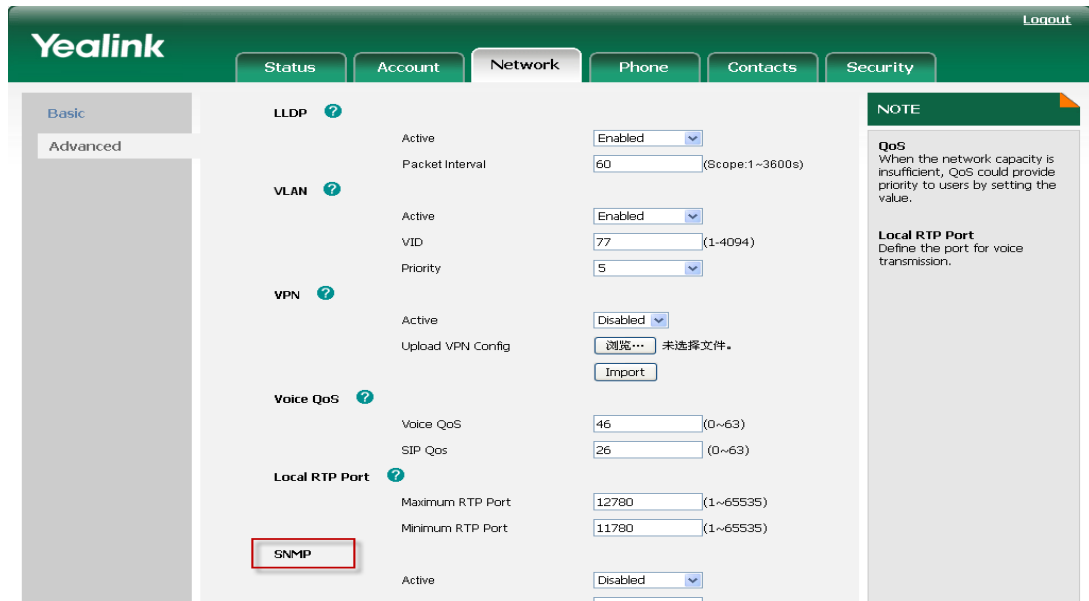 Logout
Yealink
Status Account Network Phone Contacts Security
Basic
Advanced
LLDP ?
Active Enabled
Packet Interval 60 (Scope:1~3600s)
VLAN ?
Active Enabled
VID 77 (1-4094)
Priority 5
VPN ?
Active Disabled
Upload VPN Config 浏览… 未选择文件。
Import
Voice QoS ?
Voice QoS 46 (0~63)
SIP Qos 26 (0~63)
Local RTP Port ?
Maximum RTP Port 12780 (1~65535)
Minimum RTP Port 11780 (1~65535)
SNMP
Active Disabled
NOTE
QoS
When the network capacity is
insufficient, QoS could provide
priority to users by setting the
value.
Local RTP Port
Define the port for voice
transmission.